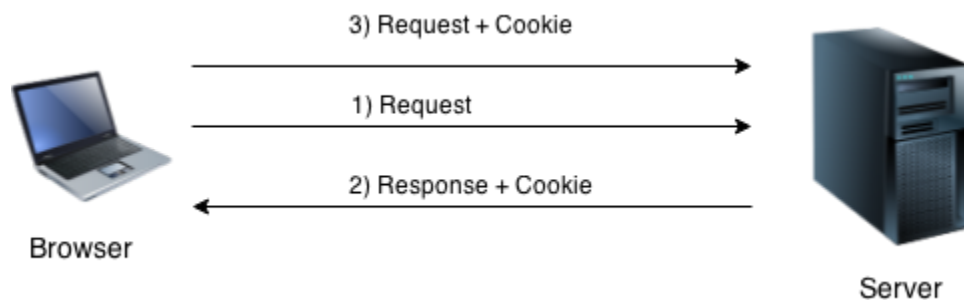 3) Request + Cookie
1) Request
2) Response + Cookie
Browser
Server